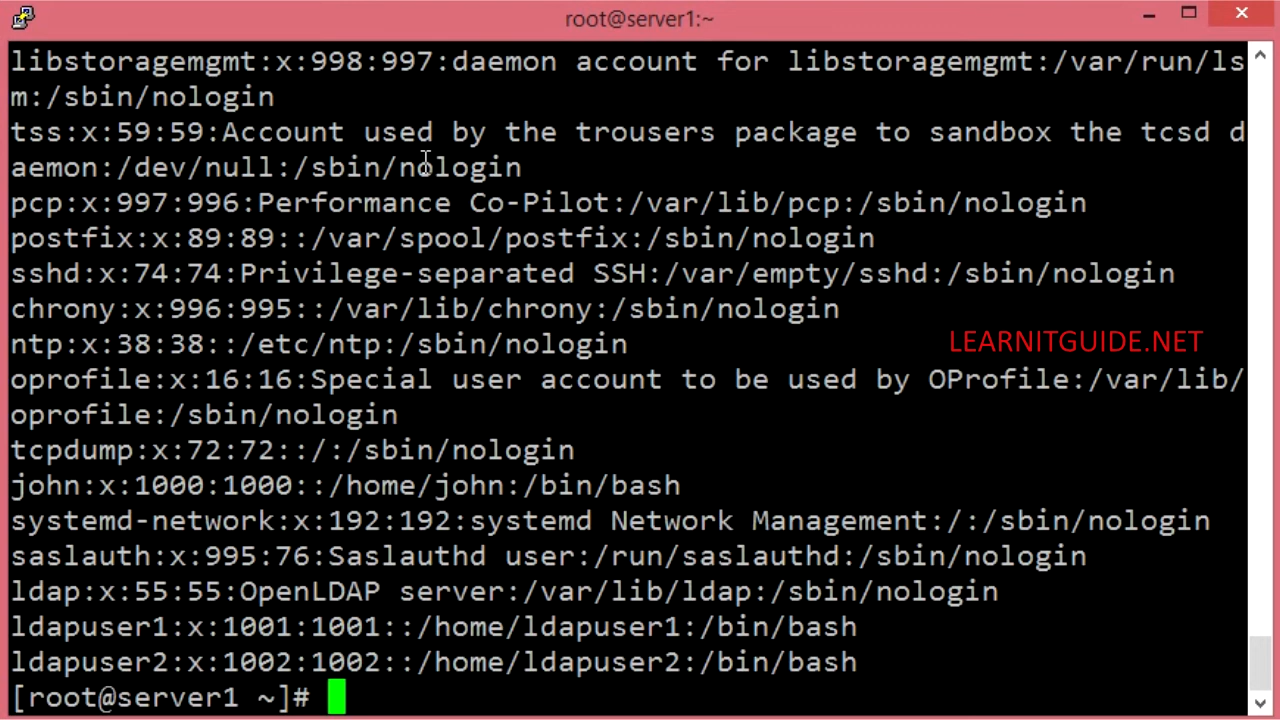 root@server1:~
libstoragemgmt:x:998:997:daemon account for libstoragemgmt:/var/run/ls
m:/sbin/nologin
tss:x:59:59:Account used by the trousers package to sandbox the tcsd d
aemon:/dev/null:/sbin/nologin
pcp:x:997:996:Performance Co-Pilot:/var/lib/pcp:/sbin/nologin
postfix:x:89:89::/var/spool/postfix:/sbin/nologin
sshd:x:74:74:Privilege-separated SSH:/var/empty/sshd:/sbin/nologin
chrony:x:996:995::/var/lib/chrony:/sbin/nologin
ntp:x:38:38::/etc/ntp:/sbin/nologin
LEARNITGUIDE.NET
oprofile:x:16:16:Special user account to be used by OProfile:/var/lib/
oprofile:/sbin/nologin
tcpdump:x:72:72::/:/sbin/nologin
john:x:1000:1000::/home/john:/bin/bash
systemd-network:x:192:192:systemd Network Management:/:/sbin/nologin
saslauth:x:995:76:Saslauthd user:/run/saslauthd:/sbin/nologin
ldap:x:55:55:OpenLDAP server:/var/lib/ldap:/sbin/nologin
ldapuser1:x:1001:1001::/home/ldapuser1:/bin/bash
ldapuser2:x:1002:1002::/home/ldapuser2:/bin/bash
[root@server1 ~]#